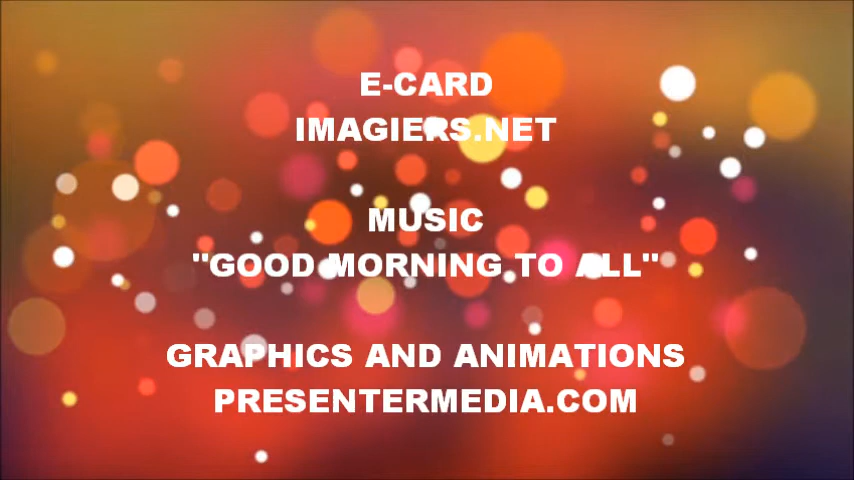 E-CARD
IMAGIERS.NET
MUSIC
"GOOD MORNING TO ALL"
GRAPHICS AND ANIMATIONS
PRESENTERMEDIA.COM